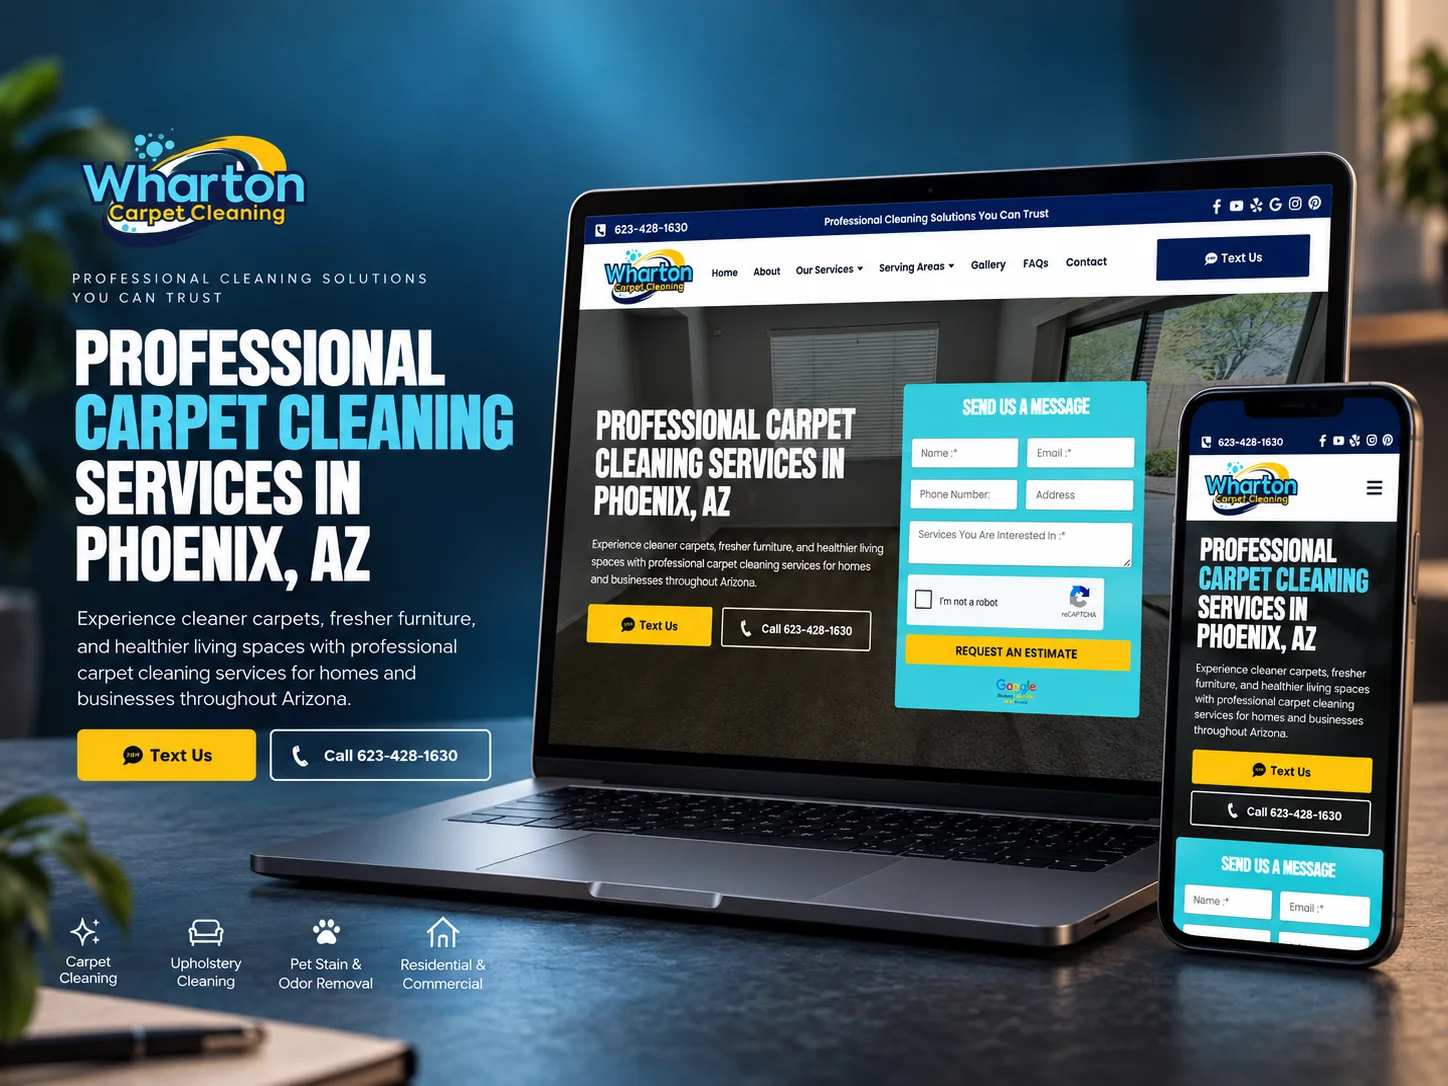 Wharton
Carpet Cleaning
PROFESSIONAL CLEANING SOLUTIONS
YOU CAN TRUST
PROFESSIONAL
CARPET CLEANING
SERVICES IN
PHOENIX, AZ
Experience cleaner carpets, fresher furniture,
and healthier living spaces with professional
carpet cleaning services for homes and
businesses throughout Arizona.
Text Us
Call 623-428-1630
Carpet
Cleaning
Upholstery
Cleaning
Pet Stain &
Odor Removal
Residential &
Commercial
623-428-1630
Professional Cleaning Solutions You Can Trust
Wharton
Carpet Cleaning
Home
About
Our Services
Serving Areas
Gallery
FAQs
Contact
Text Us
PROFESSIONAL CARPET
CLEANING SERVICES IN
PHOENIX, AZ
Experience cleaner carpets, fresher furniture, and healthier living
spaces with professional carpet cleaning services for homes
and businesses throughout Arizona.
Text Us
Call 623-428-1630
SEND US A MESSAGE
Name :*
Email :*
Phone Number:
Address
Services You Are Interested In :*
I'm not a robot
reCAPTCHA
REQUEST AN ESTIMATE
Google
623-428-1630
Wharton
Carpet Cleaning
PROFESSIONAL
CARPET CLEANING
SERVICES IN
PHOENIX, AZ
Experience cleaner carpets, fresher
furniture, and healthier living spaces
with professional carpet cleaning
services for homes and businesses
throughout Arizona.
Text Us
Call 623-428-1630
SEND US A MESSAGE
Name :*
Email :*